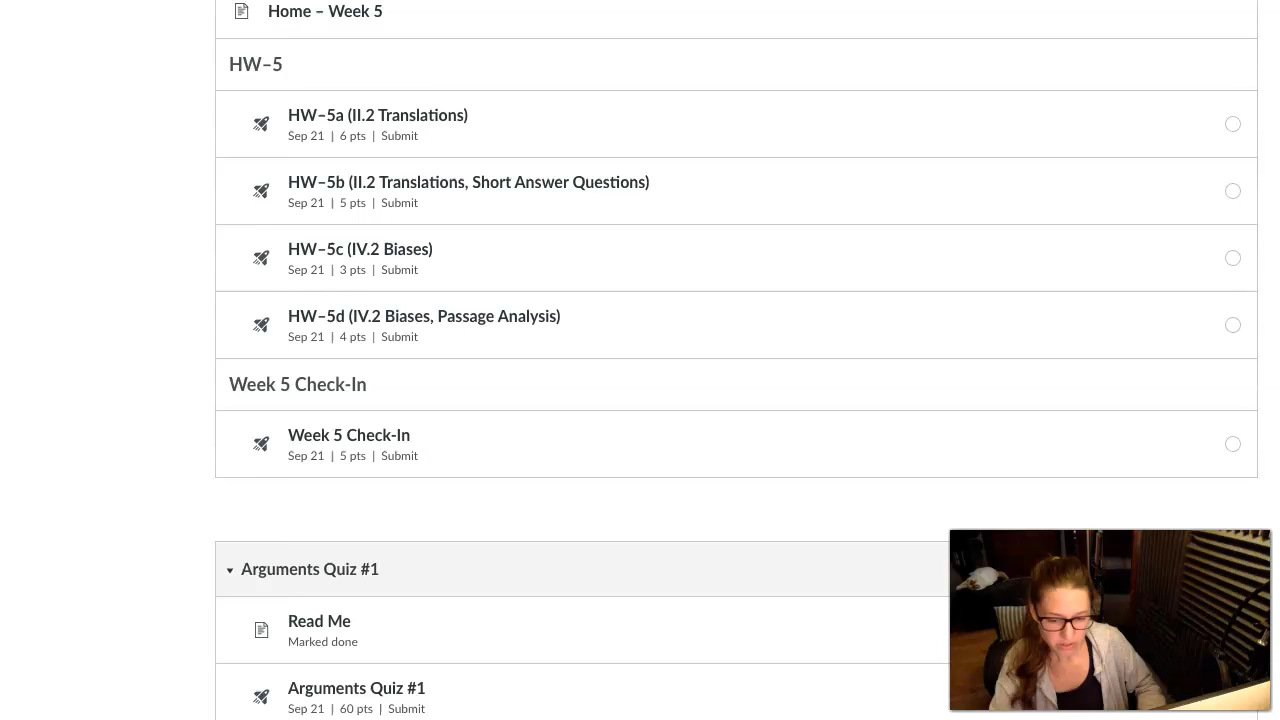 Home – Week 5
HW–5
HW–5a (II.2 Translations)
Sep 21 | 6 pts | Submit
HW–5b (II.2 Translations, Short Answer Questions)
Sep 21 | 5 pts | Submit
HW–5c (IV.2 Biases)
Sep 21 | 3 pts | Submit
HW–5d (IV.2 Biases, Passage Analysis)
Sep 21 | 4 pts | Submit
Week 5 Check-In
Week 5 Check-In
Sep 21 | 5 pts | Submit
Arguments Quiz #1
Read Me
Marked done
Arguments Quiz #1
Sep 21 | 60 pts | Submit